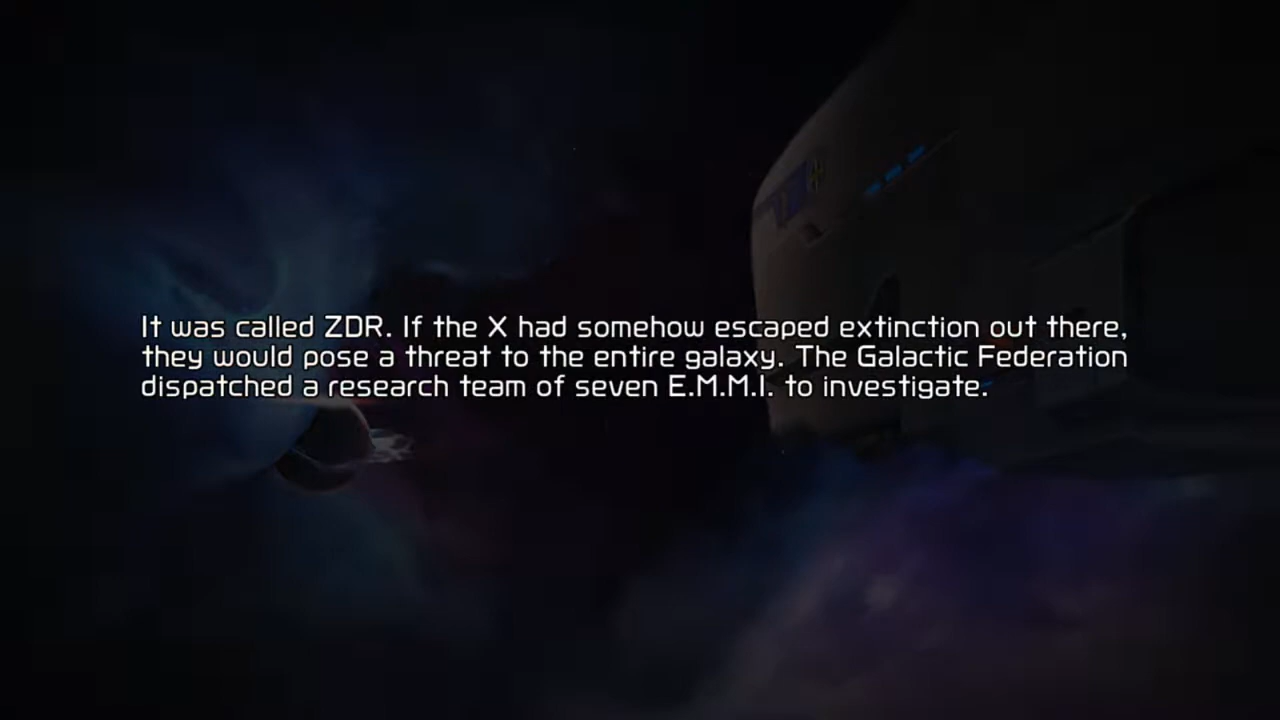 It was called ZDR. If the X had somehow escaped extinction out there,
they would pose a threat to the entire galaxy. The Galactic Federation
dispatched a research team of seven E.M.M.I. to investigate.